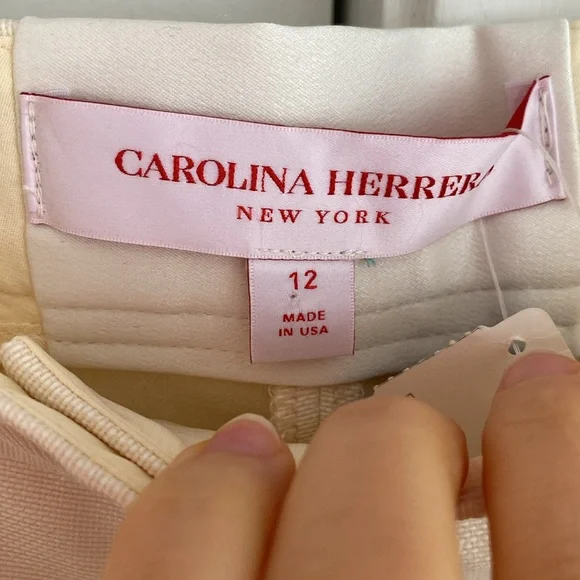 CAROLINA HERRERA
NEW YORK
12
MADE
IN USA